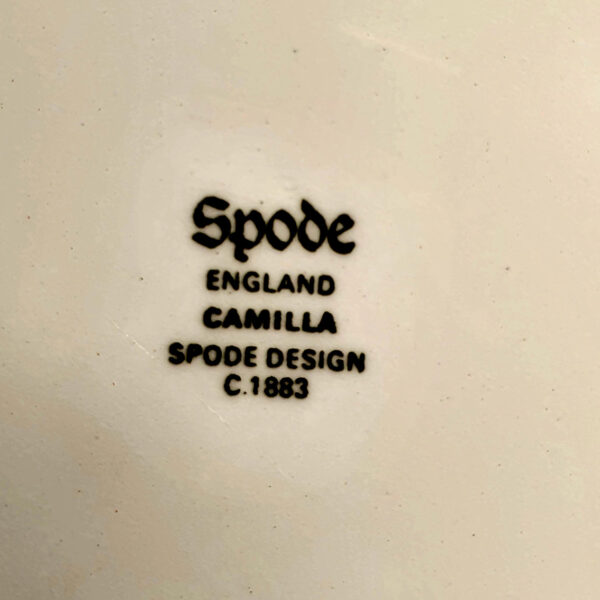 Spode
ENGLAND
CAMILLA
SPODE DESIGN
C.1883